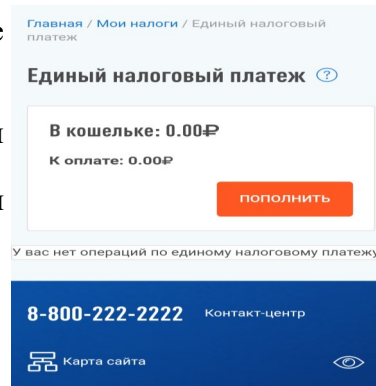 е
Главная / Мои налоги / Единый налоговый
платеж
Единый налоговый платеж ?
В кошельке: 0.00₽
К оплате: 0.00₽
ПОПОЛНИТЬ
У вас нет операций по единому налоговому платежу
8-800-222-2222 Контакт-центр
Карта сайта